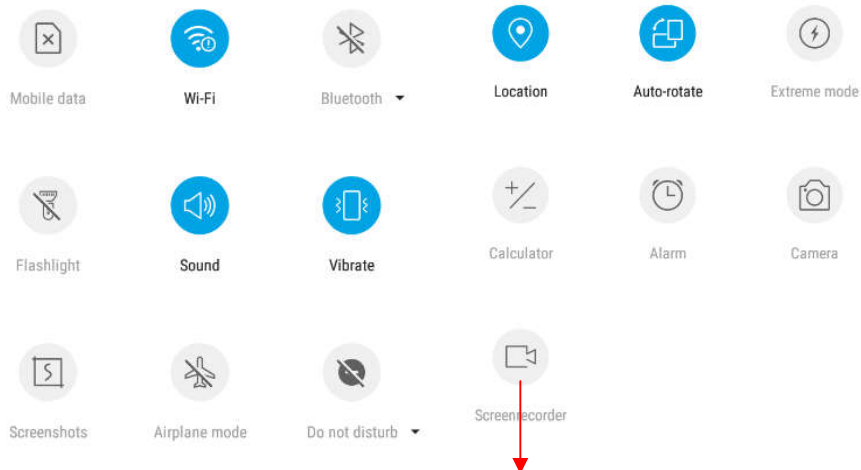 Mobile data
Wi-Fi
Bluetooth
Location
Auto-rotate
Extreme mode
Flashlight
Sound
Vibrate
Calculator
Alarm
Camera
Screenshots
Airplane mode
Do not disturb
Screenrecorder